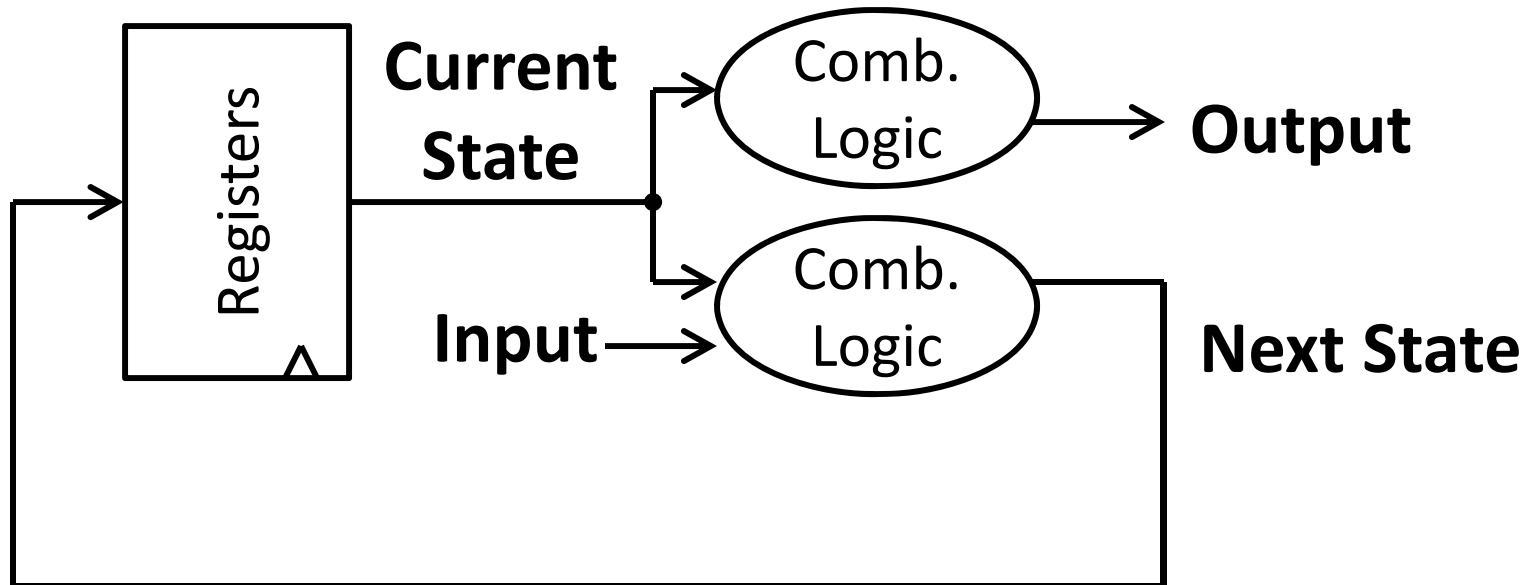 Registers
Current
State
Comb.
Logic
Output
Input
Comb.
Logic
Next State